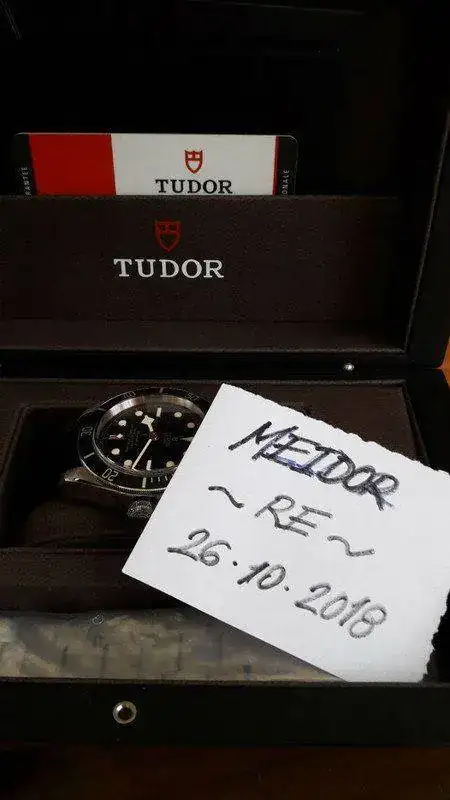 TUDOR
TUDOR
MEIDOR
~ RE ~
26.10.2018